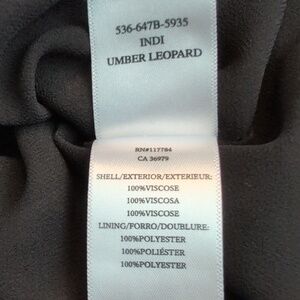 536-647B-5935
INDI
UMBER LEOPARD
RN#117784
CA 36979
SHELL/EXTERIOR/EXTERIEUR:
100%VISCOSE
100%VISCOSA
100%VISCOSE
LINING/FORRO/DOUBLURE:
100%POLYESTER
100%POLIÉSTER
100%POLYESTER